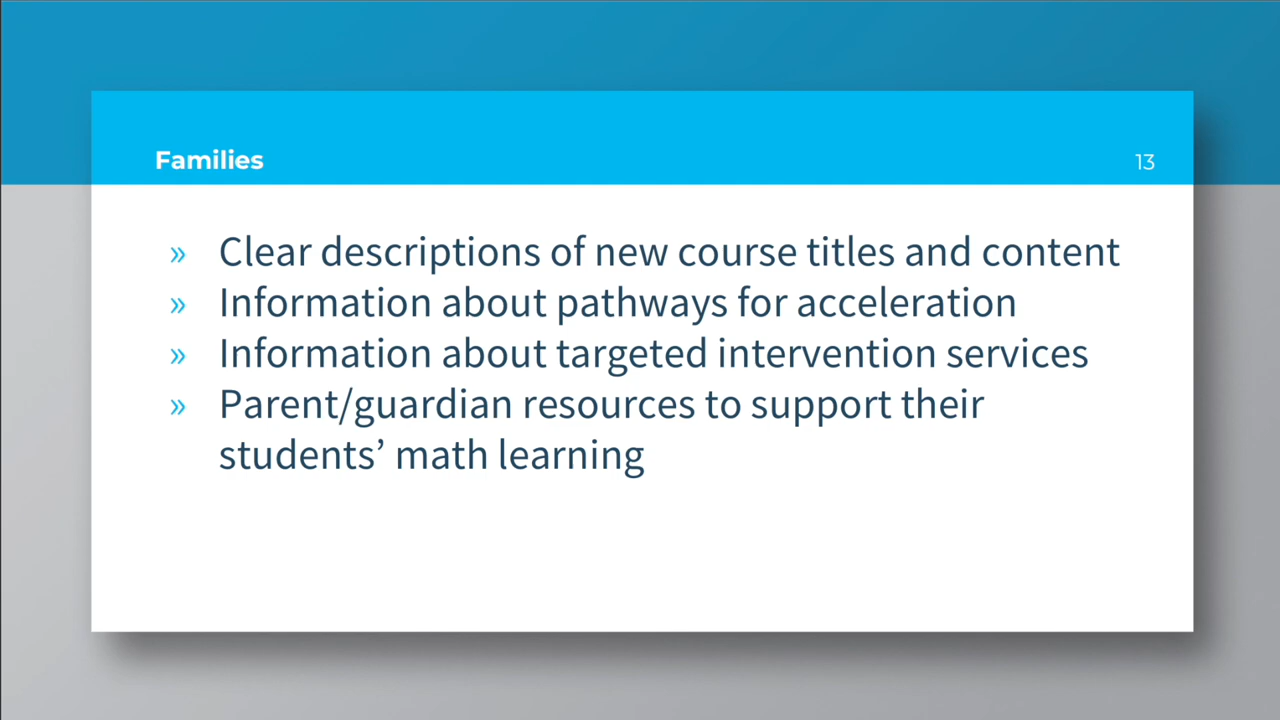 Families
13
» Clear descriptions of new course titles and content
» Information about pathways for acceleration
» Information about targeted intervention services
» Parent/guardian resources to support their
students’ math learning